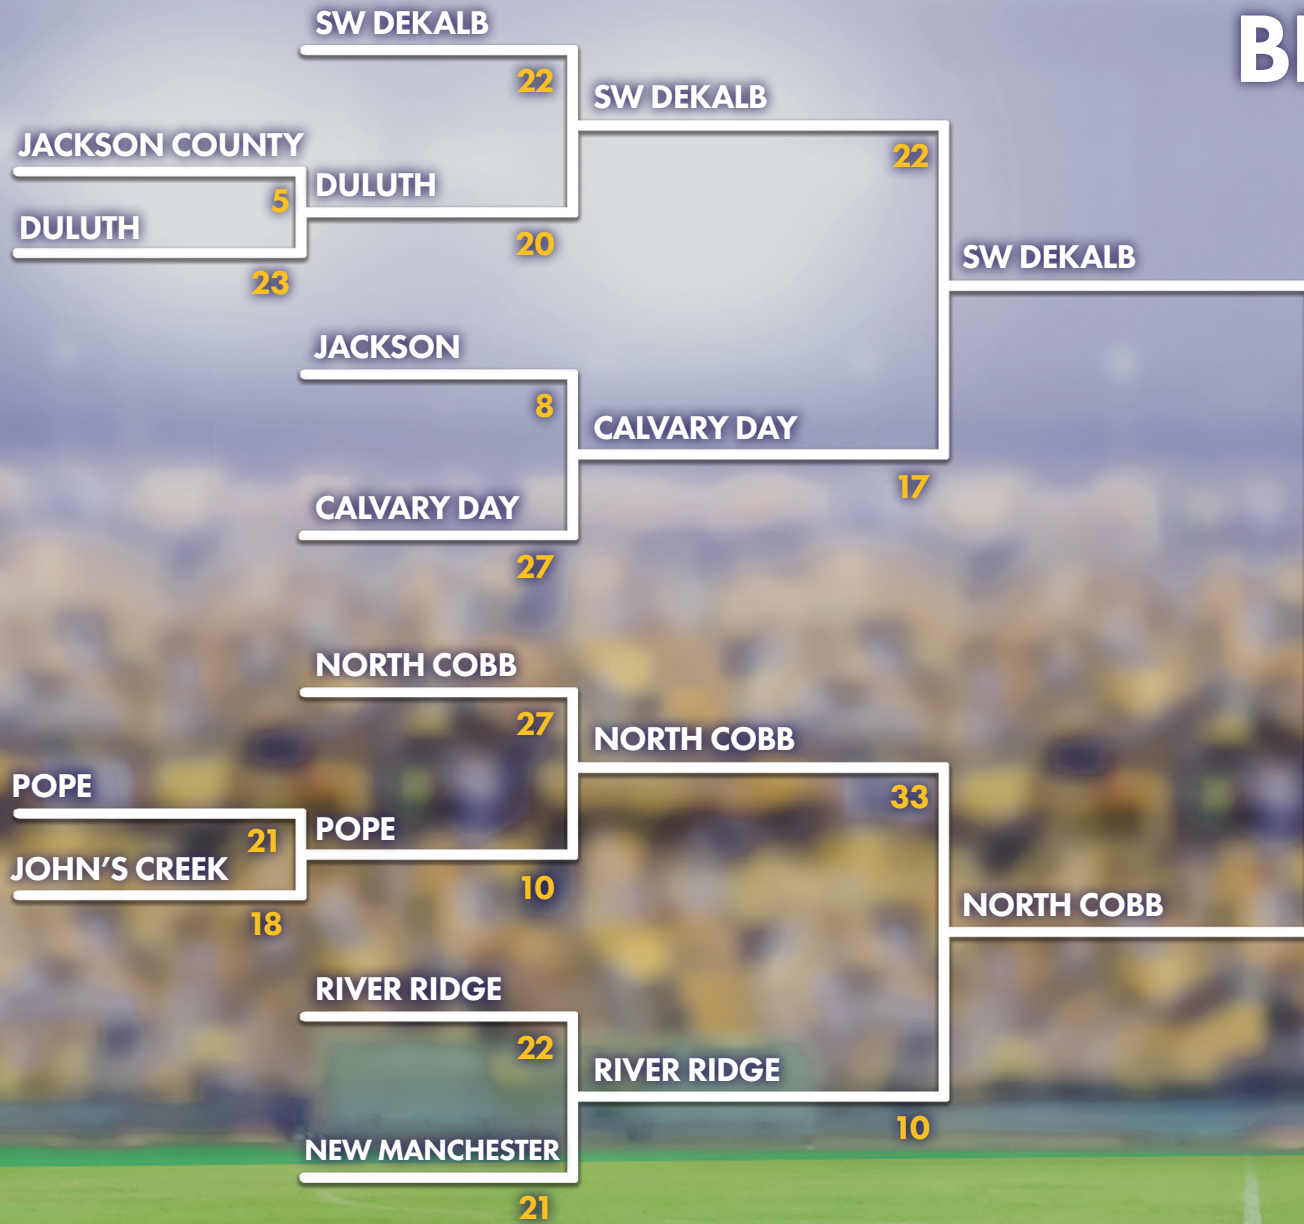 SW DEKALB
22
BL
SW DEKALB
22
JACKSON COUNTY
5
DULUTH
DULUTH
20
23
SW DEKALB
JACKSON
8
CALVARY DAY
17
CALVARY DAY
27
NORTH COBB
27
NORTH COBB
33
POPE
21
POPE
JOHN’S CREEK
10
18
NORTH COBB
RIVER RIDGE
22
RIVER RIDGE
10
NEW MANCHESTER
21